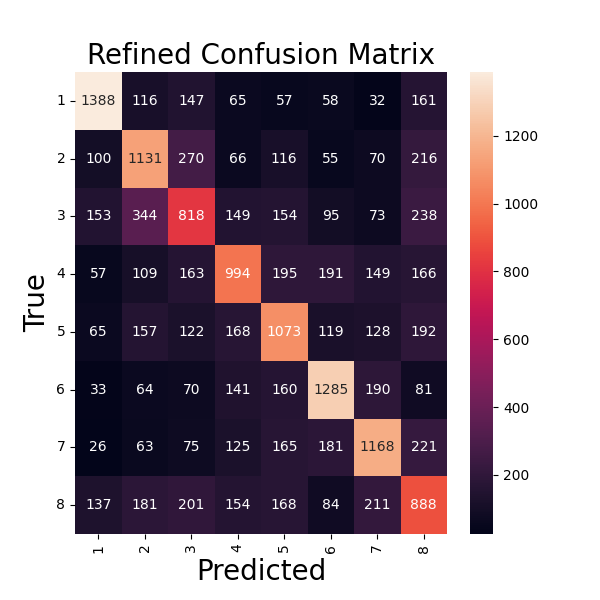 Refined Confusion Matrix
1 1388 116 147 65 57 58 32 161
2 100 1131 270 66 116 55 70 216
3 153 344 818 149 154 95 73 238
4 57 109 163 994 195 191 149 166
5 65 157 122 168 1073 119 128 192
6 33 64 70 141 160 1285 190 81
7 26 63 75 125 165 181 1168 221
8 137 181 201 154 168 84 211 888
1 2 3 4 5 6 7 8
Predicted
True
1200
1000
800
600
400
200